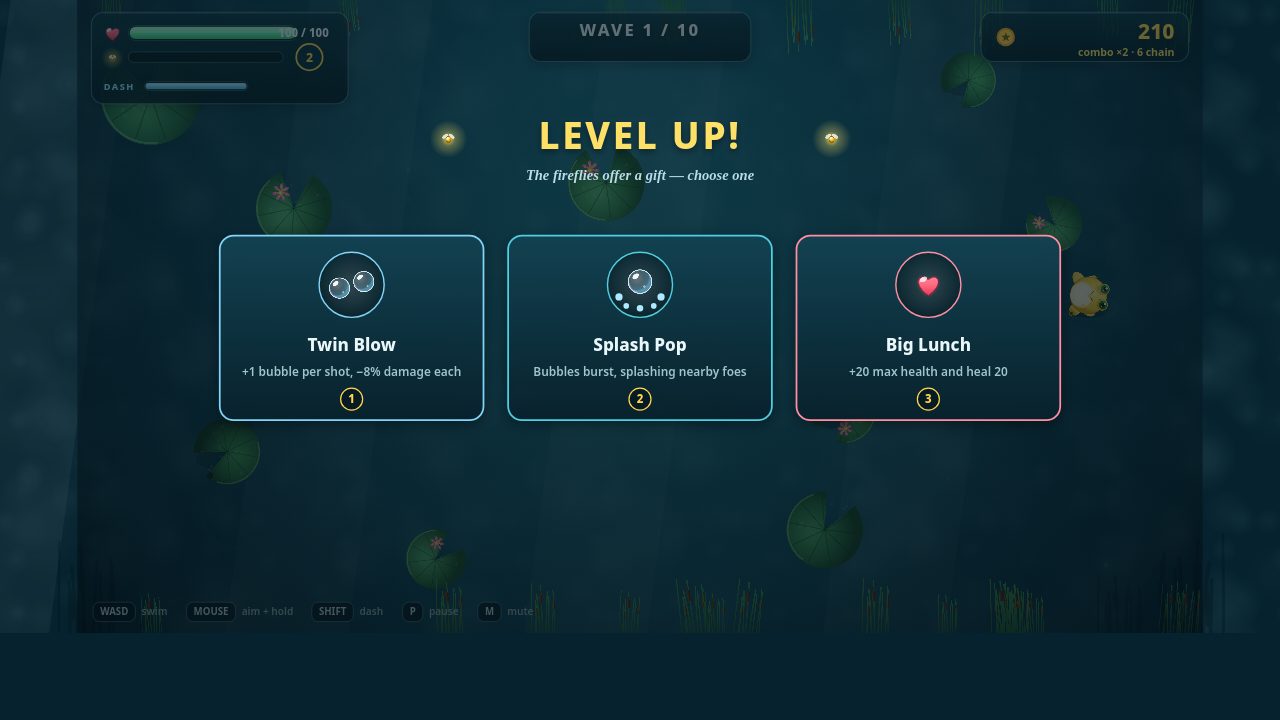 100 / 100
2
DASH
WAVE 1 / 10
210
combo ×2 · 6 chain
LEVEL UP!
The fireflies offer a gift — choose one
Twin Blow
+1 bubble per shot, −8% damage each
1
Splash Pop
Bubbles burst, splashing nearby foes
2
Big Lunch
+20 max health and heal 20
3
WASD swim MOUSE aim + hold SHIFT dash P pause M mute